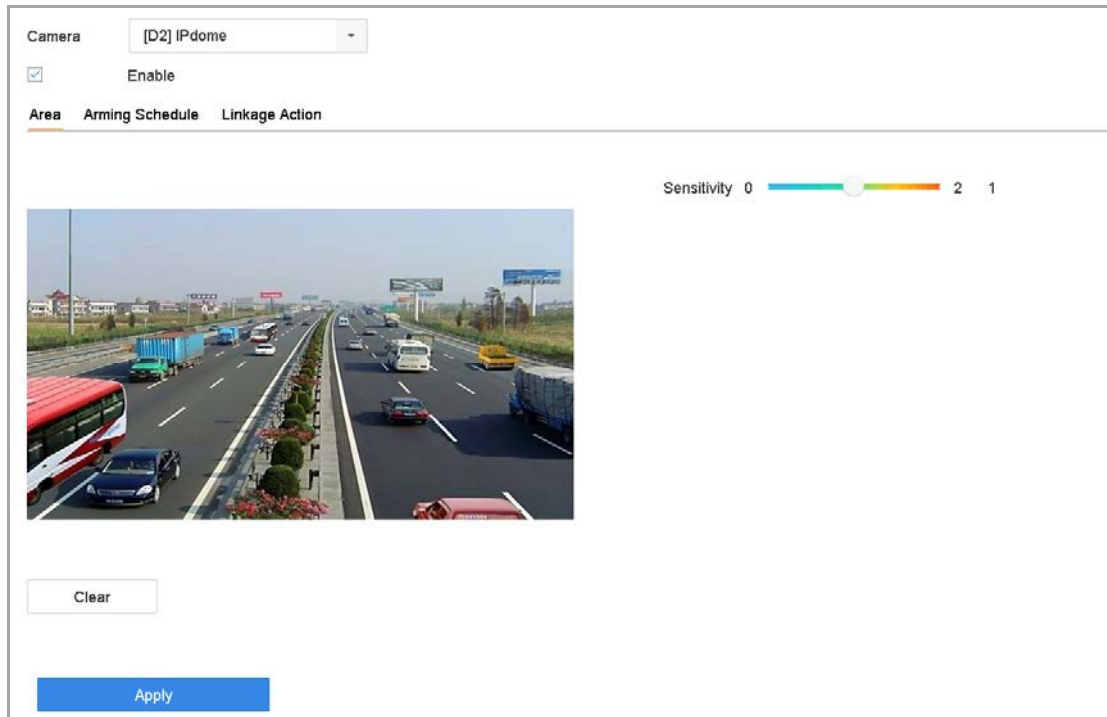 Camera [D2] IPdome
Enable
Area Arming Schedule Linkage Action
Sensitivity 0 2 1
Clear
Apply